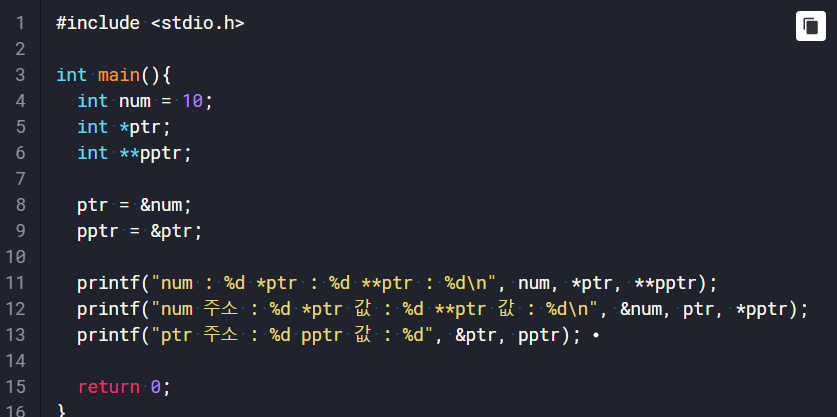 1 #include <stdio.h>
2
3 int main(){
4 int num = 10;
5 int *ptr;
6 int **pptr;
7
8 ptr = &num;
9 pptr = &ptr;
10
11 printf("num : %d *ptr : %d **ptr : %d\n", num, *ptr, **pptr);
12 printf("num 주소 : %d *ptr 값 : %d **ptr 값 : %d\n", &num, ptr, *pptr);
13 printf("ptr 주소 : %d pptr 값 : %d", &ptr, pptr);
14
15 return 0;
16 }